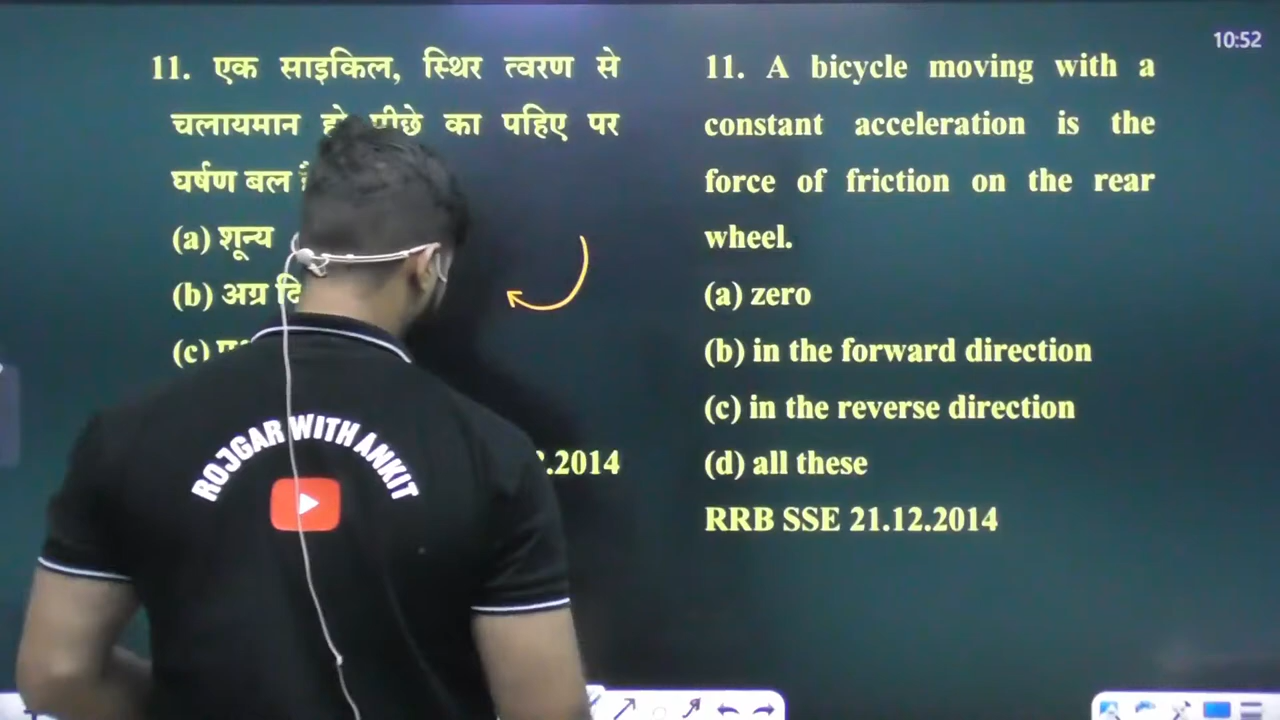 10:52
11. एक साइकिल, स्थिर त्वरण से
चलायमान हो पीछे का पहिए पर
घर्षण बल
(a) शून्य
(b) अग्र
(c)
.2014
11. A bicycle moving with a
constant acceleration is the
force of friction on the rear
wheel.
(a) zero
(b) in the forward direction
(c) in the reverse direction
(d) all these
RRB SSE 21.12.2014
ROJGAR WITH ANKIT